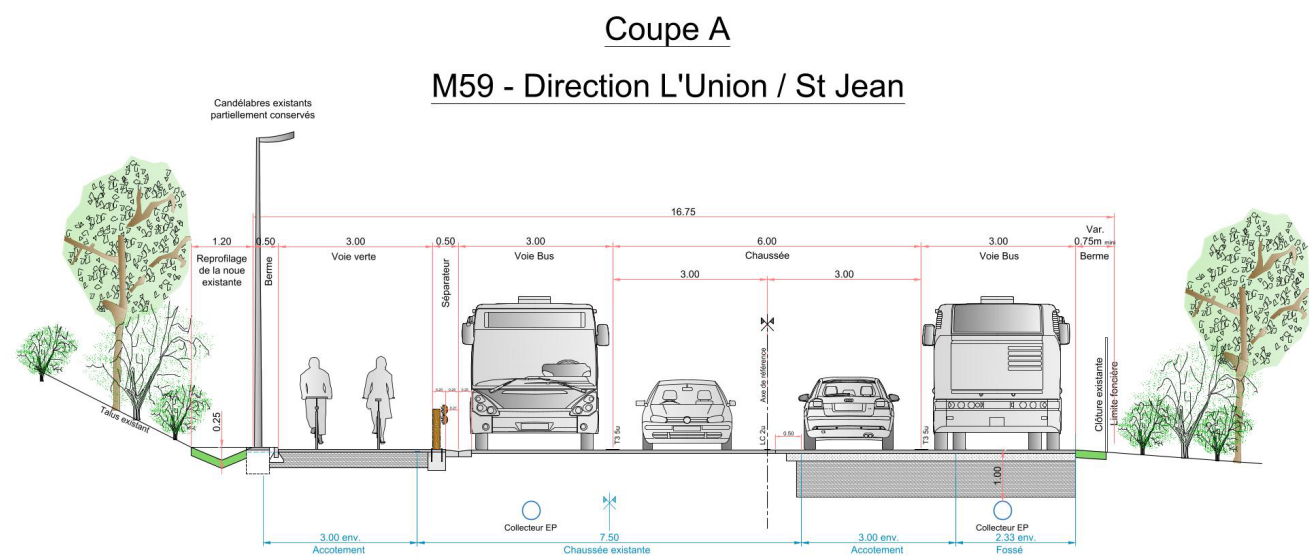 Coupe A
M59 - Direction L'Union / St Jean
Candélabres existants
partiellement conservés
16.75
Var.
1.20
0.50
3.00
0.50
3.00
6.00
3.00
0.75m mini
Reprofilage
de la noue
existante
Berme
Voie verte
Séparateur
Voie Bus
Chaussée
Voie Bus
Berme
3.00
3.00
Axe de référence
Clôture existante
Limite foncière
Talus existant
0.25
T3 5u
LC 2u
0.50
T3 5u
1.00
Collecteur EP
Collecteur EP
3.00 env.
7.50
3.00 env.
2.33 env.
Accotement
Chaussée existante
Accotement
Fossé